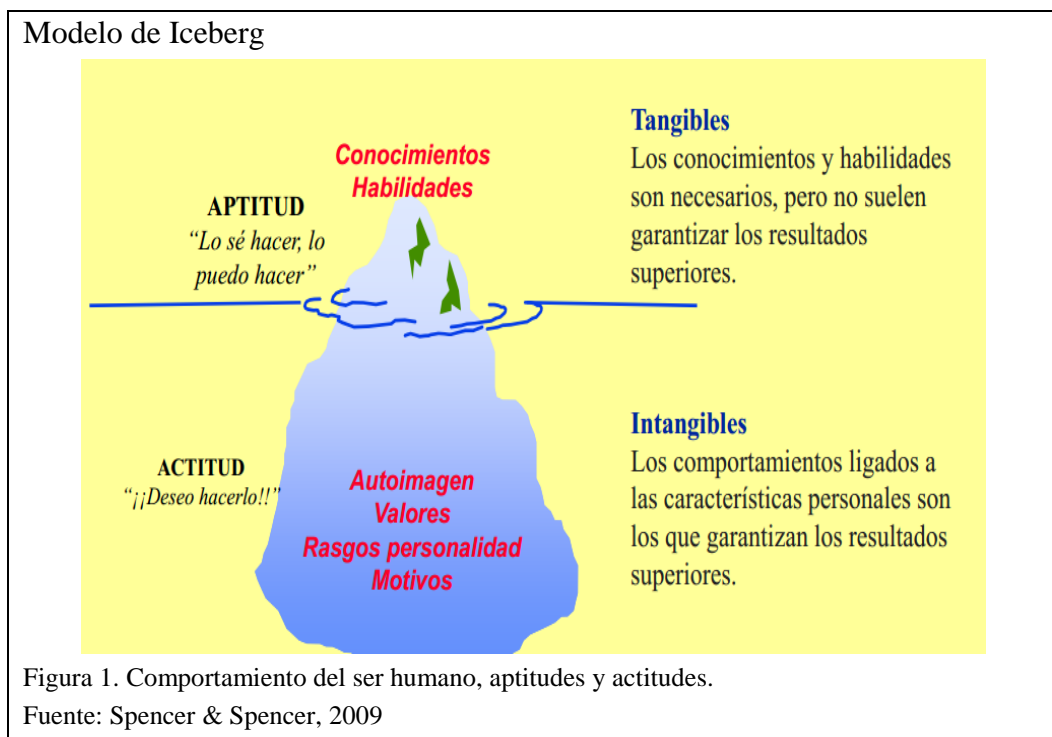 Modelo de Iceberg
Conocimientos
Habilidades
APTITUD
“Lo sé hacer, lo
puedo hacer”
Tangibles
Los conocimientos y habilidades
son necesarios, pero no suelen
garantizar los resultados
superiores.
ACTITUD
“¡¡Deseo hacerlo!!”
Autoimagen
Valores
Rasgos personalidad
Motivos
Intangibles
Los comportamientos ligados a
las característicias personales son
los que garantizan los resultados
superiores.
Figura 1. Comportamiento del ser humano, aptitudes y actitudes.
Fuente: Spencer & Spencer, 2009